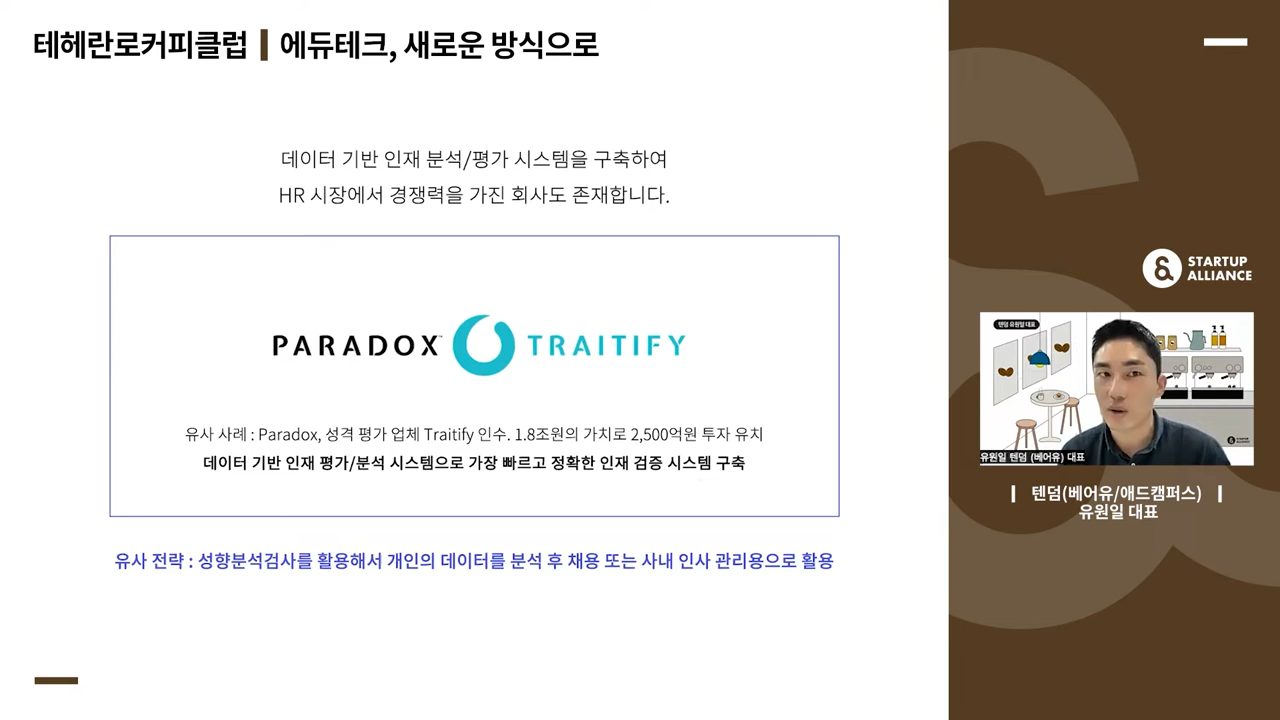 테헤란로커피클럽 | 에듀테크, 새로운 방식으로
데이터 기반 인재 분석/평가 시스템을 구축하여
HR 시장에서 경쟁력을 가진 회사도 존재합니다.
PARADOX™ TRAITIFY
유사 사례 : Paradox, 성격 평가 업체 Traitify 인수. 1.8조원의 가치로 2,500억원 투자 유치
데이터 기반 인재 평가/분석 시스템으로 가장 빠르고 정확한 인재 검증 시스템 구축
유사 전략 : 성향분석검사를 활용해서 개인의 데이터를 분석 후 채용 또는 사내 인사 관리용으로 활용
STARTUP
ALLIANCE
텐덤 유원일 대표
유원일 텐덤 (베어유) 대표
| 텐덤(베어유/애드캠퍼스) |
유원일 대표